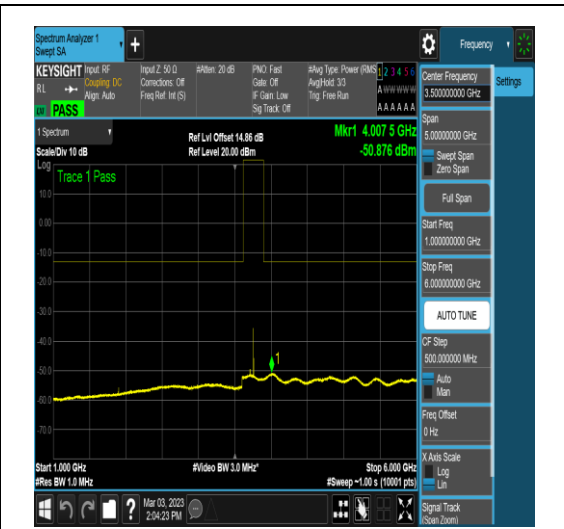 Spectrum Analyzer 1
Swept SA
Frequency
KEYSIGHT
RL
PASS
Input: RF
Coupling: DC
Align: Auto
Input Z: 50 Ω
Corrections: Off
Freq Ref: Int (S)
#Atten: 20 dB
PNO: Fast
Gate: Off
IF Gain: Low
Sig Track: Off
#Avg Type: Power (RMS)
Avg|Hold: 3/3
Trig: Free Run
1 2 3 4 5 6
A W W W W W
A A A A A A
1 Spectrum
Scale/Div 10 dB
Ref Lvl Offset 14.86 dB
Ref Level 20.00 dBm
Mkr1 4.007 5 GHz
-50.876 dBm
Log
Trace 1 Pass
10.0
0.00
-10.0
-20.0
-30.0
-40.0
-50.0
-60.0
-70.0
1
Start 1.000 GHz
#Res BW 1.0 MHz
#Video BW 3.0 MHz*
Stop 6.000 GHz
#Sweep ~1.00 s (10001 pts)
Mar 03, 2023
2:04:23 PM
Center Frequency
3.500000000 GHz
Settings
Span
5.00000000 GHz
Swept Span
Zero Span
Full Span
Start Freq
1.000000000 GHz
Stop Freq
6.000000000 GHz
AUTO TUNE
CF Step
500.000000 MHz
Auto
Man
Freq Offset
0 Hz
X Axis Scale
Log
Lin
Signal Track
(Span Zoom)